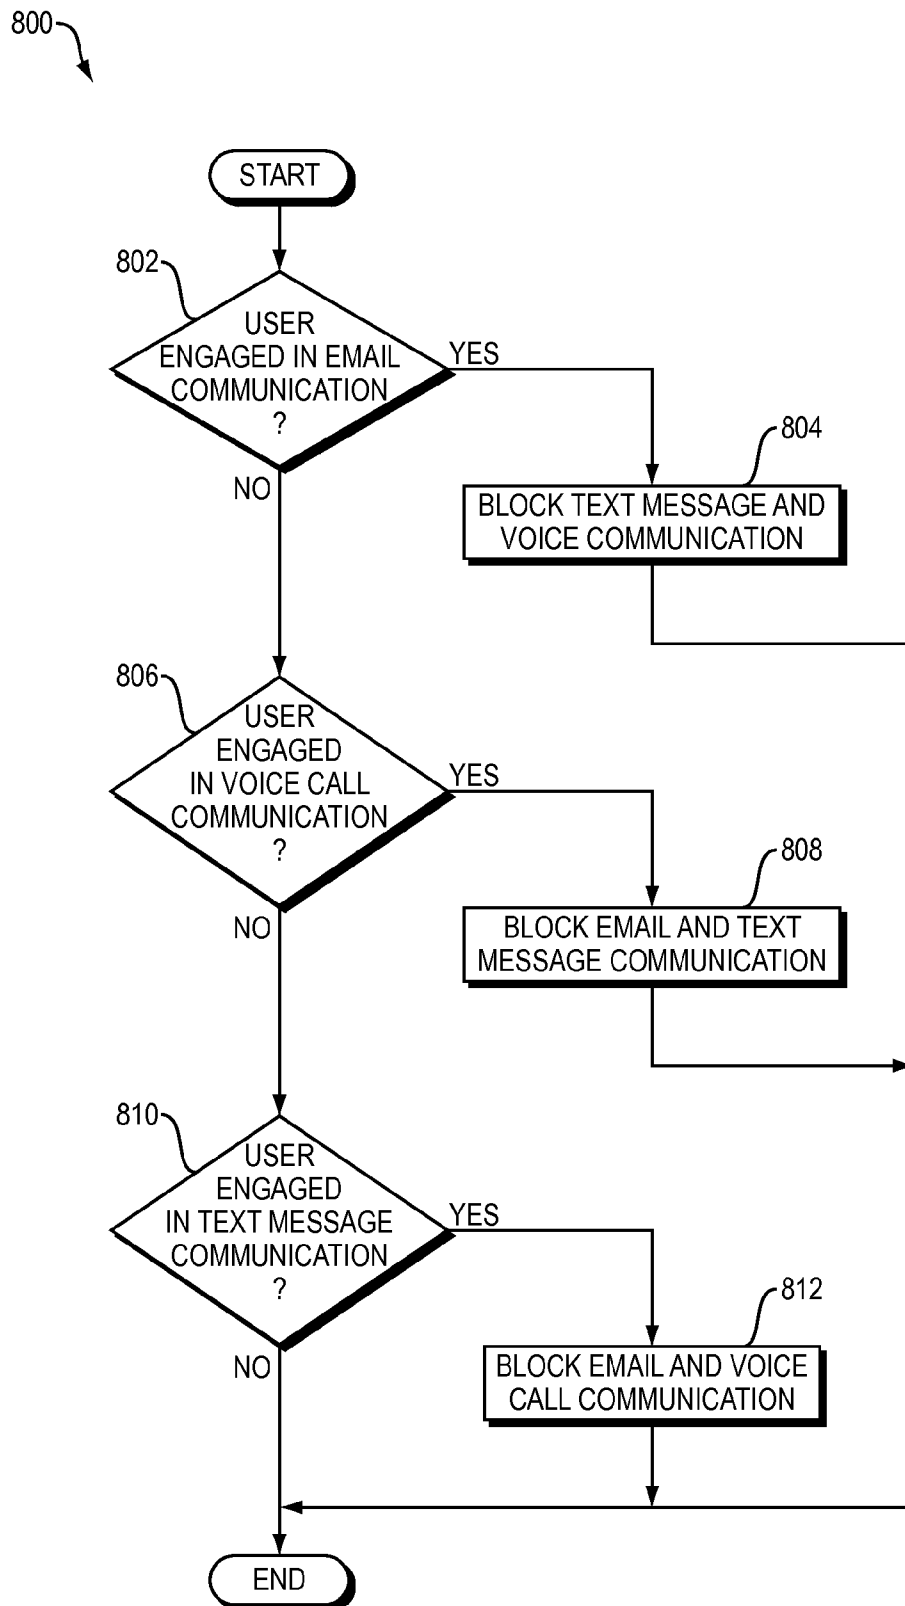 800
START
802
USER
ENGAGED IN EMAIL
COMMUNICATION
?
YES
NO
804
BLOCK TEXT MESSAGE AND
VOICE COMMUNICATION
806
USER
ENGAGED
IN VOICE CALL
COMMUNICATION
?
YES
NO
808
BLOCK EMAIL AND TEXT
MESSAGE COMMUNICATION
810
USER
ENGAGED
IN TEXT MESSAGE
COMMUNICATION
?
YES
NO
812
BLOCK EMAIL AND VOICE
CALL COMMUNICATION
END